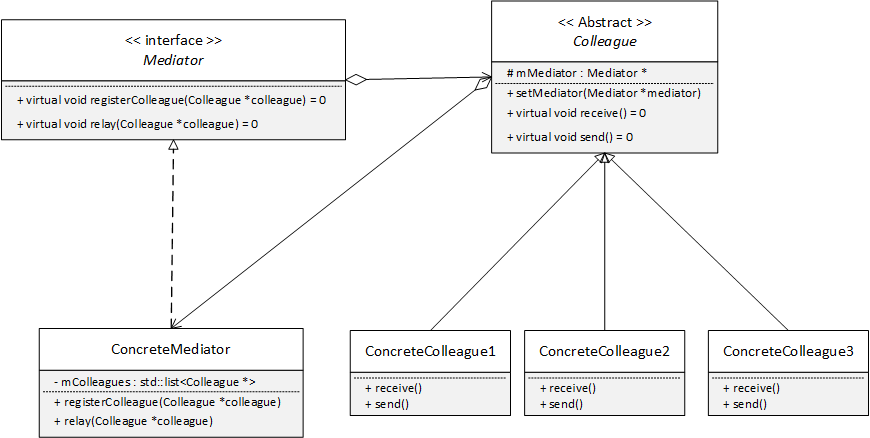 << interface >>
Mediator
+ virtual void registerColleague(Colleague *colleague) = 0
+ virtual void relay(Colleague *colleague) = 0
<< Abstract >>
Colleague
# mMediator : Mediator *
+ setMediator(Mediator *mediator)
+ virtual void receive() = 0
+ virtual void send() = 0
ConcreteMediator
- mColleagues : std::list<Colleague *>
+ registerColleague(Colleague *colleague)
+ relay(Colleague *colleague)
ConcreteColleague1
+ receive()
+ send()
ConcreteColleague2
+ receive()
+ send()
ConcreteColleague3
+ receive()
+ send()